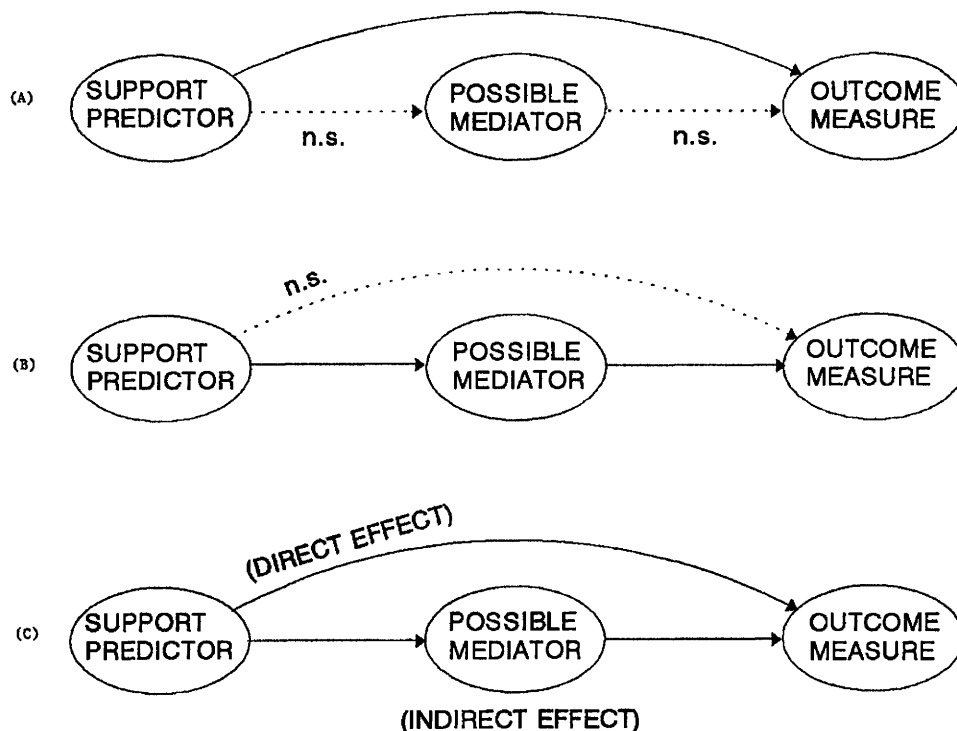 (A)
SUPPORT
PREDICTOR
n.s.
POSSIBLE
MEDIATOR
n.s.
OUTCOME
MEASURE
(B)
n.s.
SUPPORT
PREDICTOR
POSSIBLE
MEDIATOR
OUTCOME
MEASURE
(C)
(DIRECT EFFECT)
SUPPORT
PREDICTOR
POSSIBLE
MEDIATOR
OUTCOME
MEASURE
(INDIRECT EFFECT)